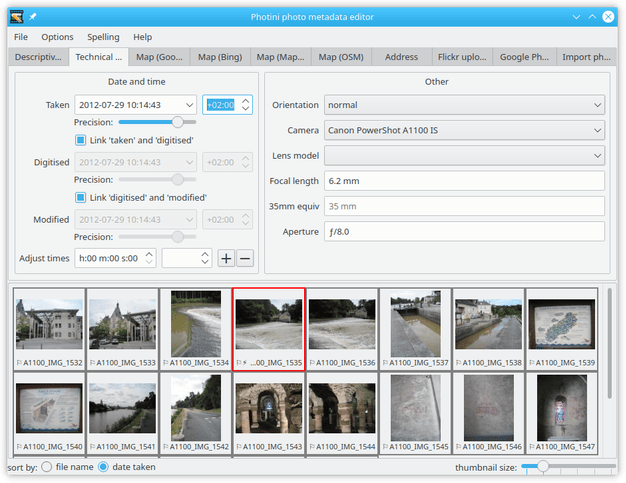 Photini photo metadata editor
File Options Spelling Help
Descriptiv... Technical ... Map (Goo... Map (Bing) Map (Map... Map (OSM) Address Flickr uplo... Google Ph... Import ph...
Date and time
Other
Taken 2012-07-29 10:14:43 +02:00
Precision:
Link 'taken' and 'digitised'
Digitised 2012-07-29 10:14:43 +02:00
Precision:
Link 'digitised' and 'modified'
Modified 2012-07-29 10:14:43 +02:00
Precision:
Adjust times h:00 m:00 s:00
Orientation normal
Camera Canon PowerShot A1100 IS
Lens model
Focal length 6.2 mm
35mm equiv 35 mm
Aperture ƒ/8.0
A1100_IMG_1532 A1100_IMG_1533 A1100_IMG_1534 ...00_IMG_1535 A1100_IMG_1536 A1100_IMG_1537 A1100_IMG_1538 A1100_IMG_1539
A1100_IMG_1540 A1100_IMG_1541 A1100_IMG_1542 A1100_IMG_1543 A1100_IMG_1544 A1100_IMG_1545 A1100_IMG_1546 A1100_IMG_1547
sort by: file name date taken thumbnail size: